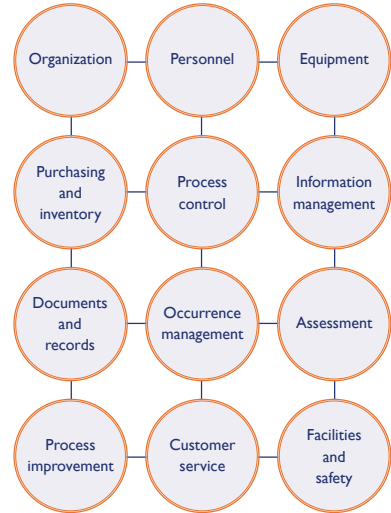 Organization
Personnel
Equipment
Purchasing
and
inventory
Process
control
Information
management
Documents
and
records
Occurrence
management
Assessment
Process
improvement
Customer
service
Facilities
and
safety